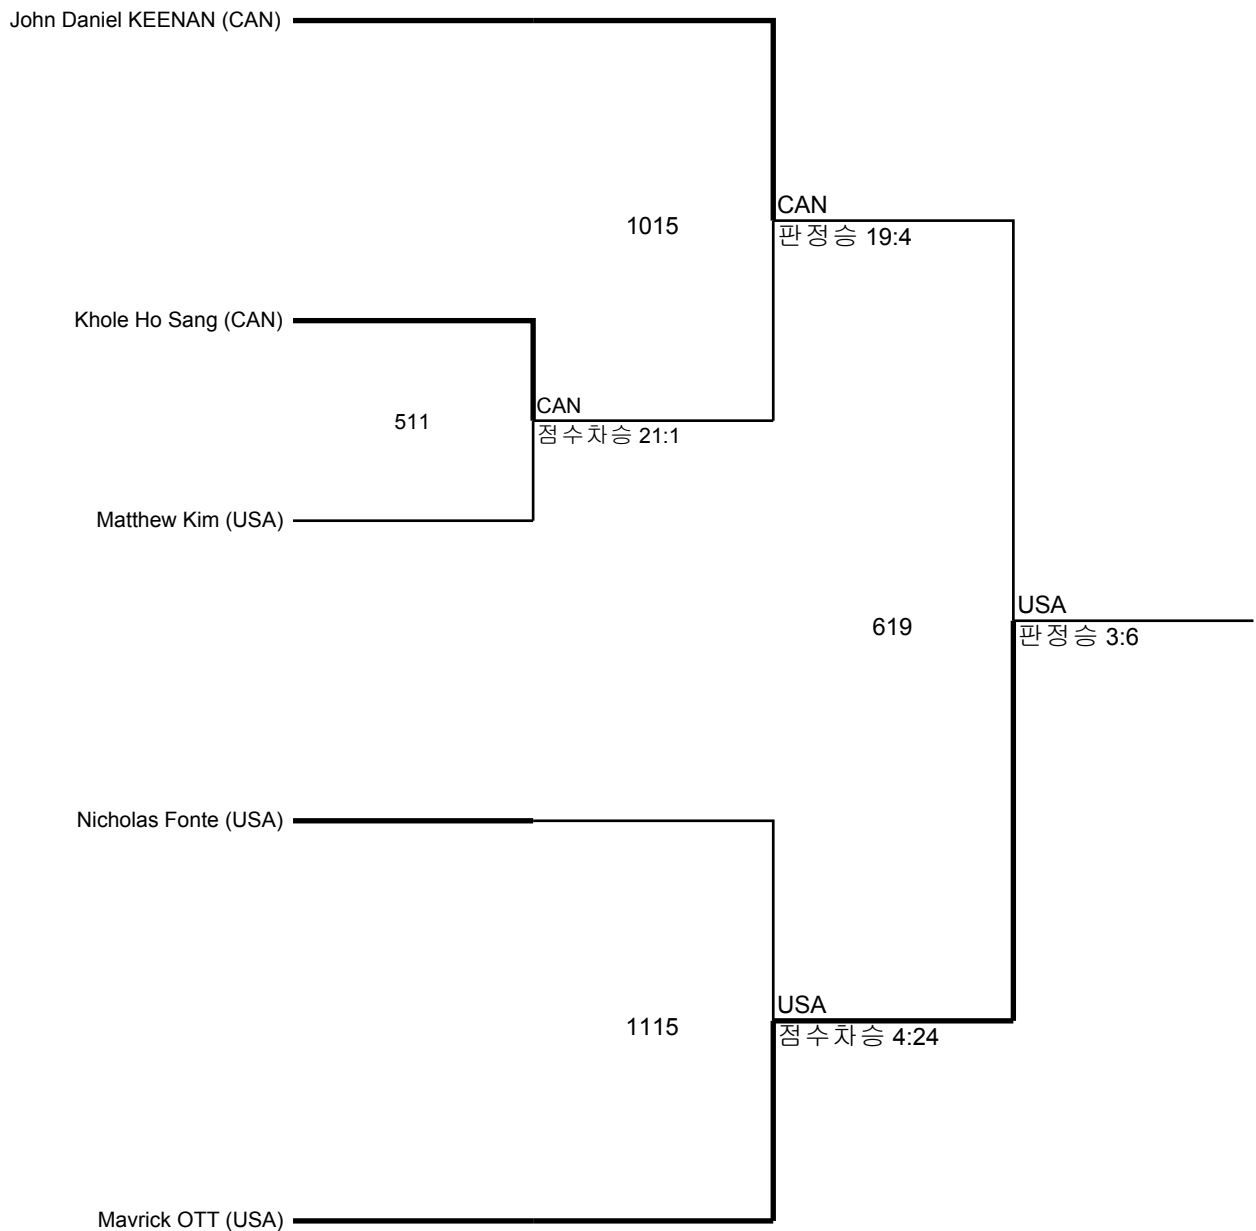 John Daniel KEENAN (CAN)
CAN
1015
판정승 19:4
Khole Ho Sang (CAN)
CAN
511
점수차승 21:1
Matthew Kim (USA)
USA
619
판정승 3:6
Nicholas Fonte (USA)
USA
1115
점수차승 4:24
Mavrick OTT (USA)